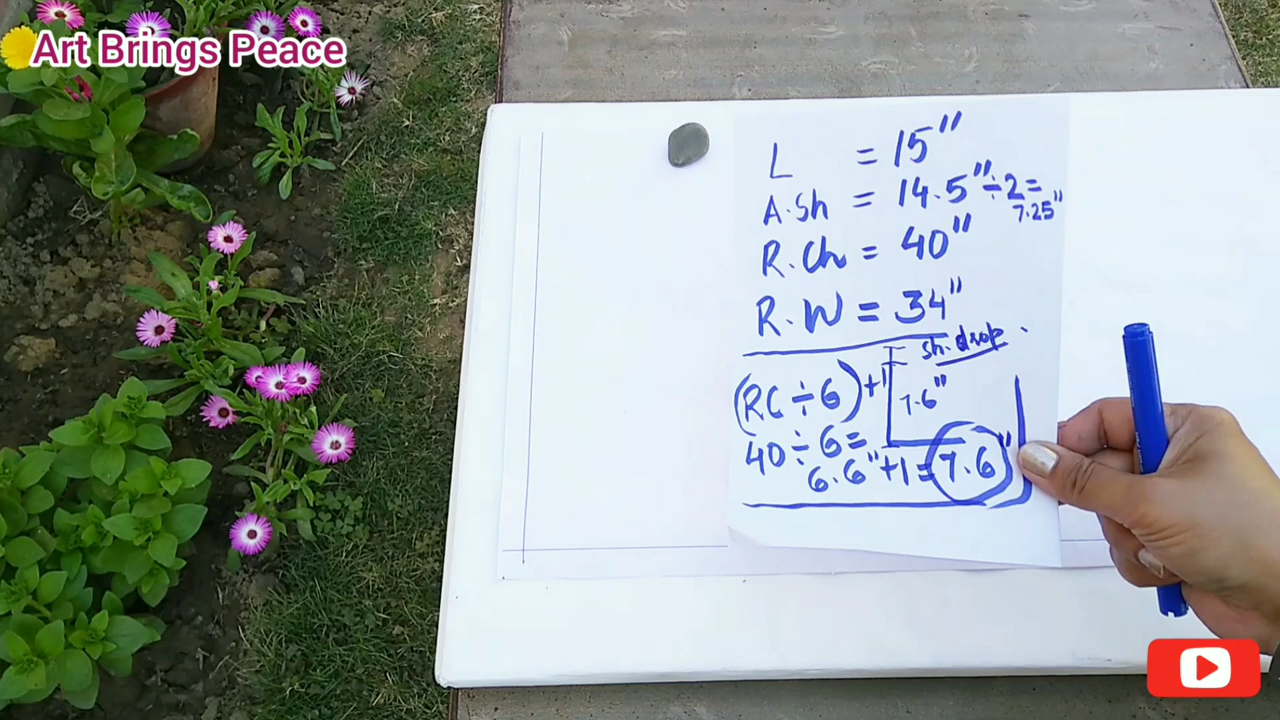 Art Brings Peace
L = 15"
A.Sh = 14.5" ÷ 2 =
7.25"
R.Ch = 40"
R.W = 34"
sh.drop
(RC ÷ 6) + 1
7.6"
40 ÷ 6 =
6.6" + 1 = 7.6"